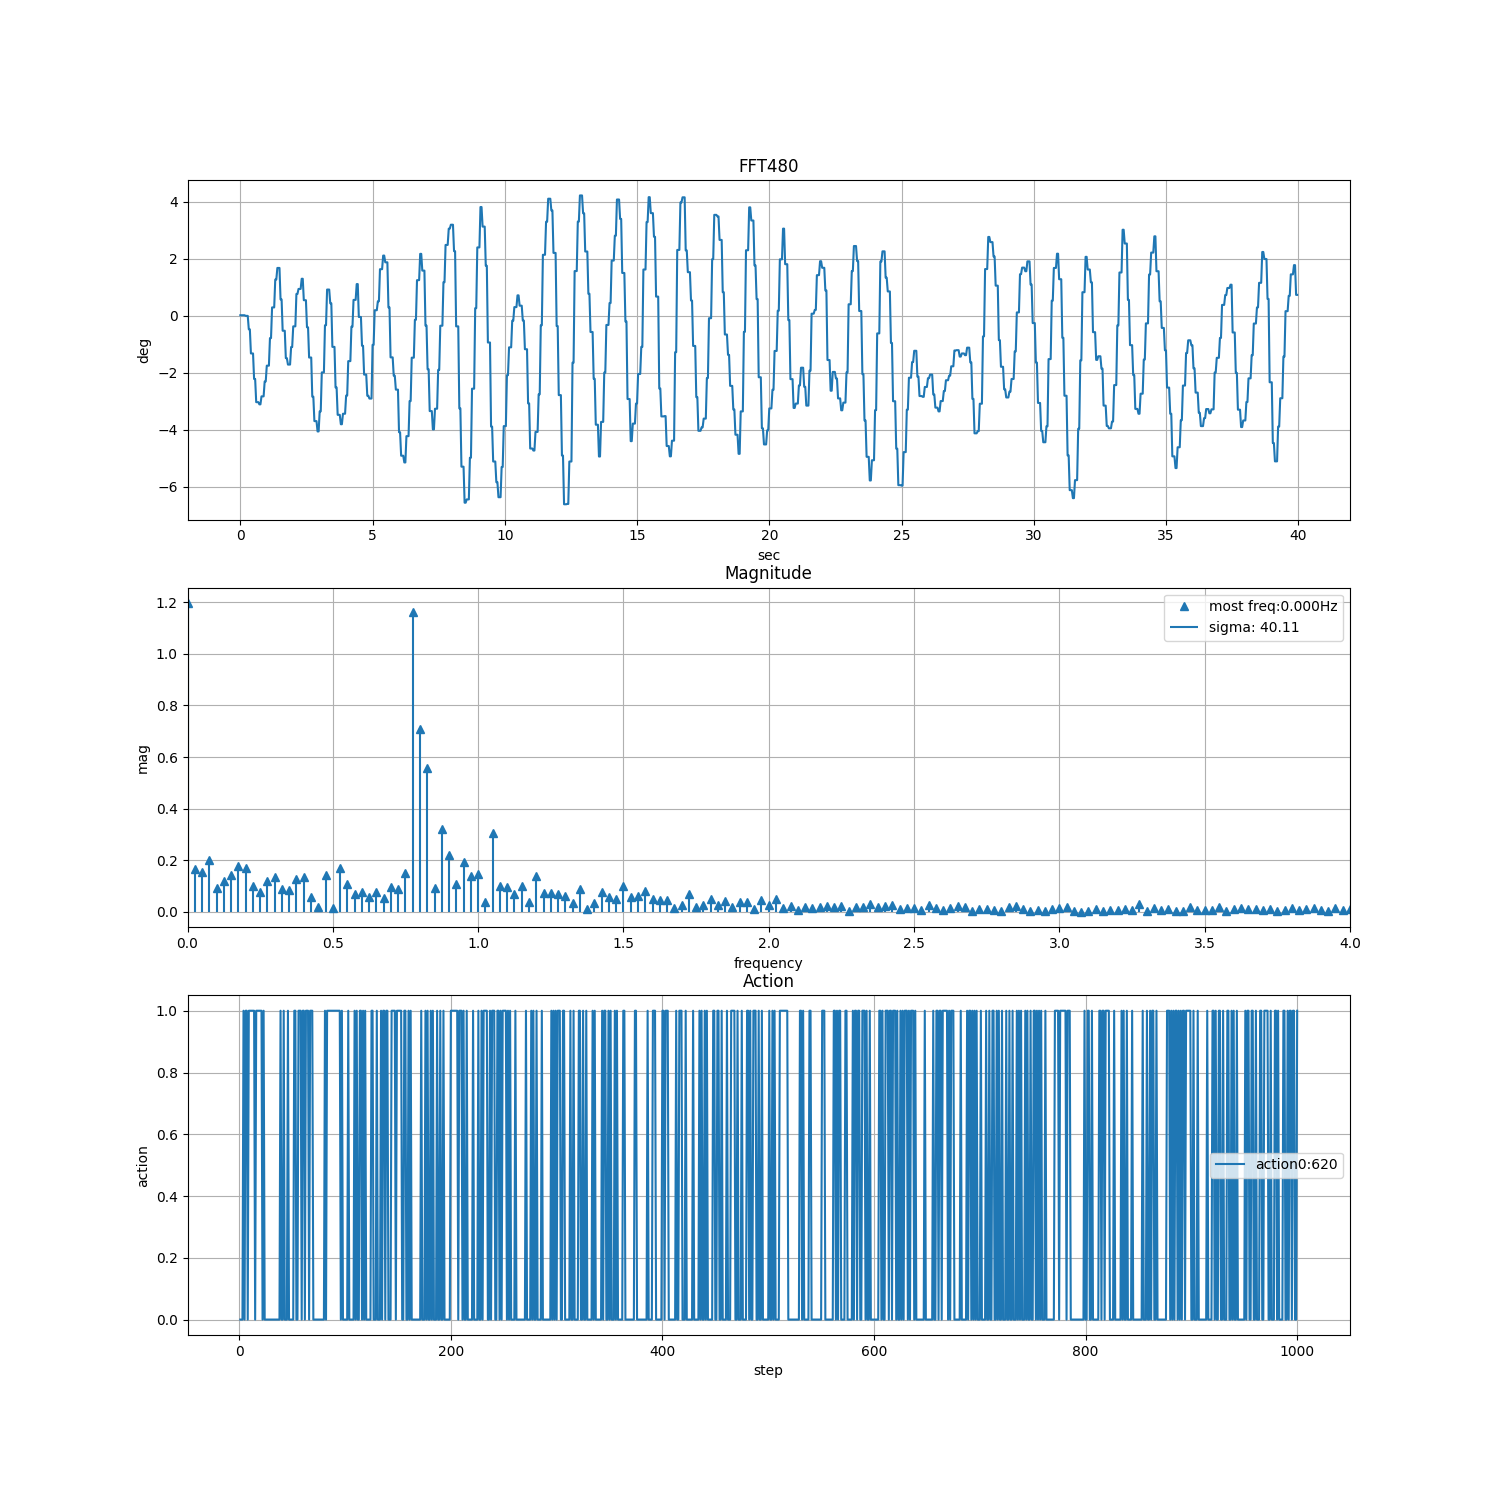 FFT480
4
2
0
−2
−4
−6
deg
0 5 10 15 20 25 30 35 40
sec
Magnitude
1.2
1.0
0.8
0.6
0.4
0.2
0.0
mag
most freq:0.000Hz
sigma: 40.11
0.0 0.5 1.0 1.5 2.0 2.5 3.0 3.5 4.0
frequency
Action
1.0
0.8
0.6
0.4
0.2
0.0
action
action0:620
0 200 400 600 800 1000
step